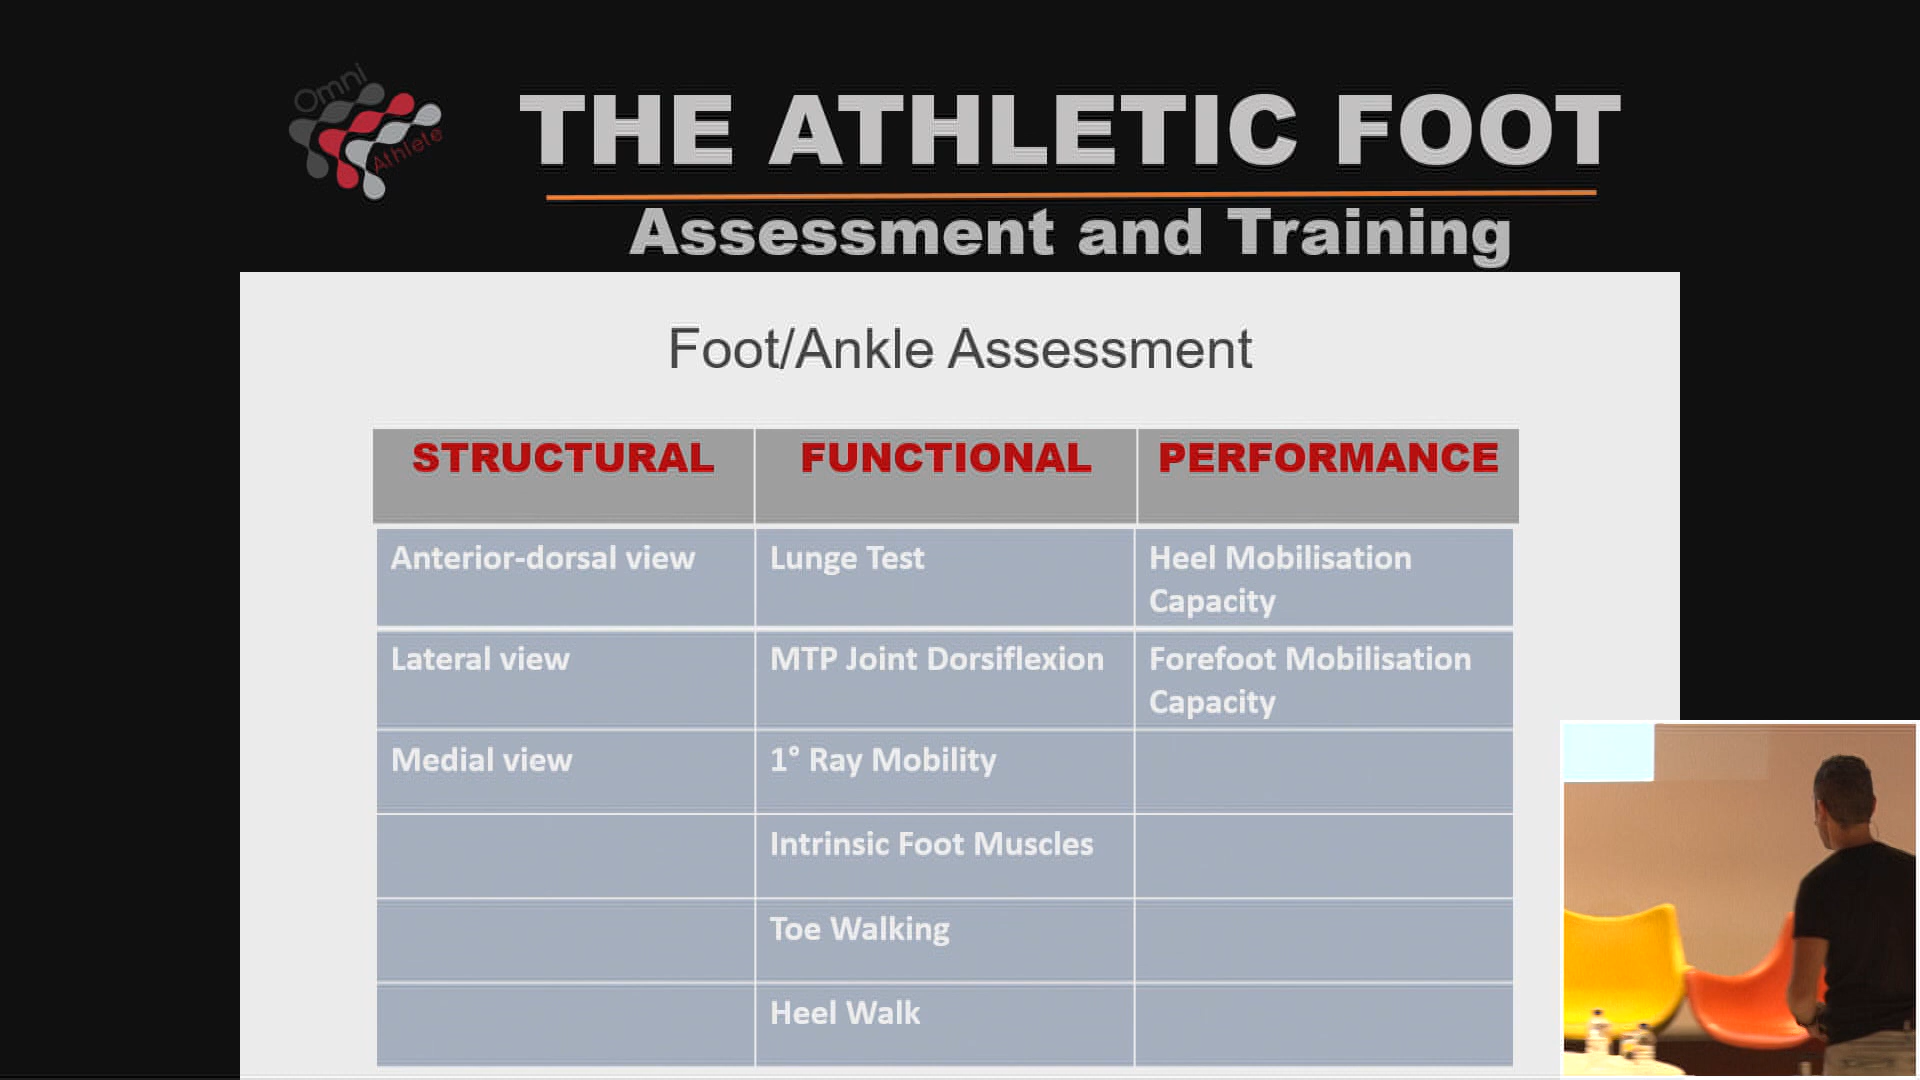 Omni
Athlete
THE ATHLETIC FOOT
Assessment and Training
Foot/Ankle Assessment
STRUCTURAL
FUNCTIONAL
PERFORMANCE
Anterior-dorsal view
Lunge Test
Heel Mobilisation
Capacity
Lateral view
MTP Joint Dorsiflexion
Forefoot Mobilisation
Capacity
Medial view
1° Ray Mobility
Intrinsic Foot Muscles
Toe Walking
Heel Walk